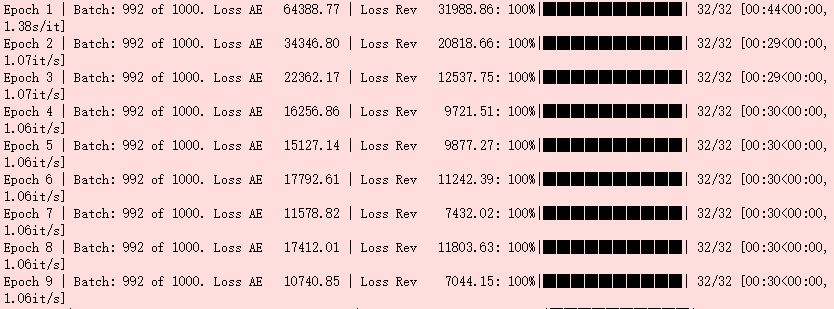 Epoch 1 | Batch: 992 of 1000. Loss AE 64388.77 | Loss Rev 31988.86: 100%|██████████| 32/32 [00:44<00:00,
1.38s/it]
Epoch 2 | Batch: 992 of 1000. Loss AE 34346.80 | Loss Rev 20818.66: 100%|██████████| 32/32 [00:29<00:00,
1.07it/s]
Epoch 3 | Batch: 992 of 1000. Loss AE 22362.17 | Loss Rev 12537.75: 100%|██████████| 32/32 [00:29<00:00,
1.07it/s]
Epoch 4 | Batch: 992 of 1000. Loss AE 16256.86 | Loss Rev 9721.51: 100%|██████████| 32/32 [00:30<00:00,
1.06it/s]
Epoch 5 | Batch: 992 of 1000. Loss AE 15127.14 | Loss Rev 9877.27: 100%|██████████| 32/32 [00:30<00:00,
1.06it/s]
Epoch 6 | Batch: 992 of 1000. Loss AE 17792.61 | Loss Rev 11242.39: 100%|██████████| 32/32 [00:30<00:00,
1.06it/s]
Epoch 7 | Batch: 992 of 1000. Loss AE 11578.82 | Loss Rev 7432.02: 100%|██████████| 32/32 [00:30<00:00,
1.06it/s]
Epoch 8 | Batch: 992 of 1000. Loss AE 17412.01 | Loss Rev 11803.63: 100%|██████████| 32/32 [00:30<00:00,
1.06it/s]
Epoch 9 | Batch: 992 of 1000. Loss AE 10740.85 | Loss Rev 7044.15: 100%|██████████| 32/32 [00:30<00:00,
1.06it/s]